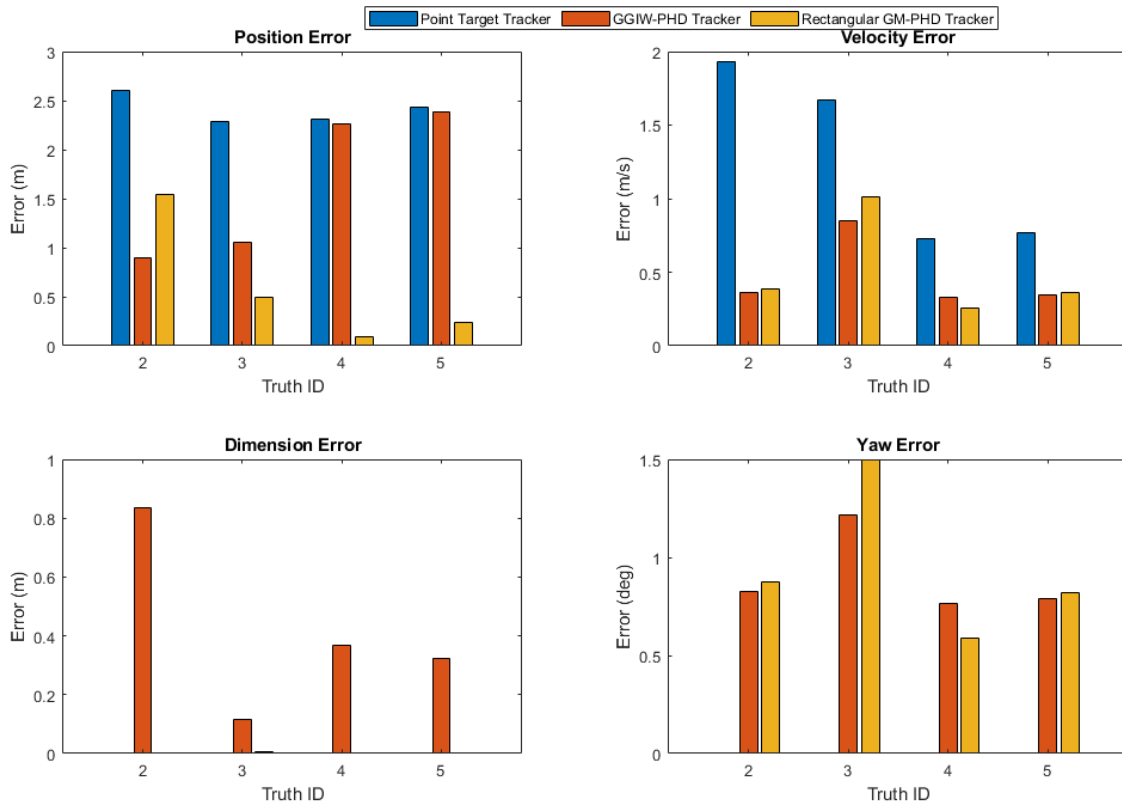 Point Target Tracker GGIW-PHD Tracker Rectangular GM-PHD Tracker
Position Error
3
2.5
2
1.5
1
0.5
0
Error (m)
2 3 4 5
Truth ID
Velocity Error
2
1.5
1
0.5
0
Error (m/s)
2 3 4 5
Truth ID
Dimension Error
1
0.8
0.6
0.4
0.2
0
Error (m)
2 3 4 5
Truth ID
Yaw Error
1.5
1
0.5
0
Error (deg)
2 3 4 5
Truth ID